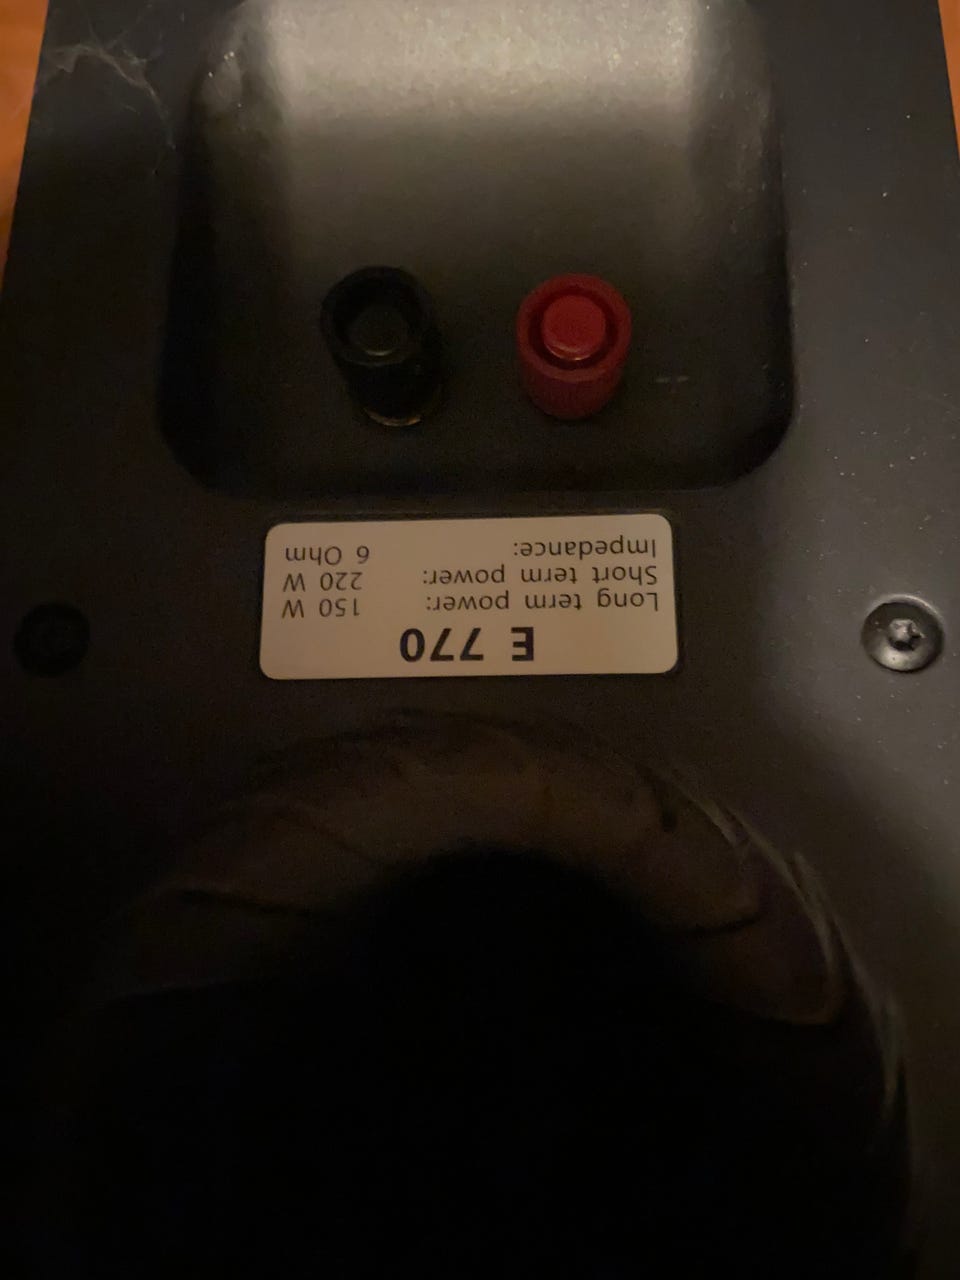 E 770
Long term power: 150 W
Short term power: 220 W
Impedance: 6 Ohm